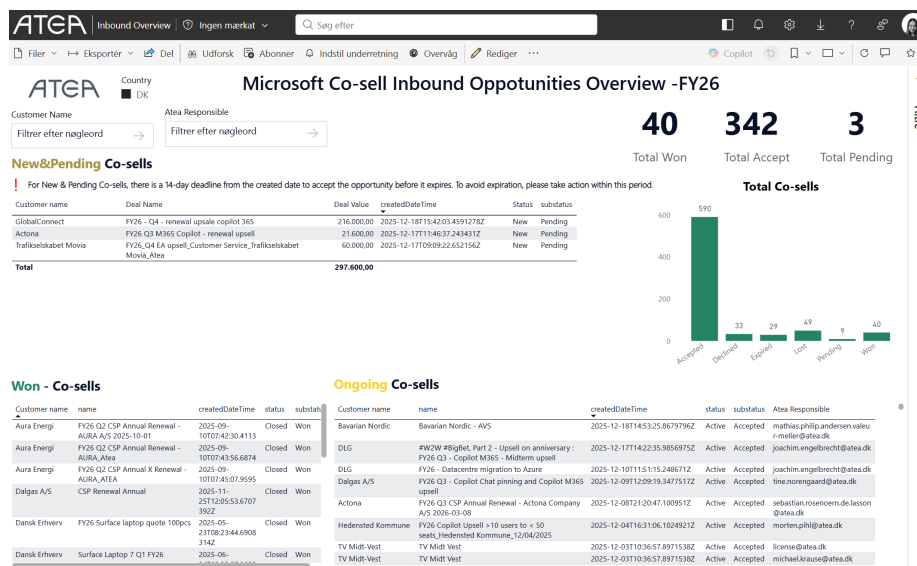 ATEA Inbound Overview Ingen mærkat Søg efter
Filer Eksportér Del Udforsk Abonner Indstil underretning Overvåg Rediger ... Copilot
ATEA
Country
DK
Microsoft Co-sell Inbound Oppotunities Overview -FY26
Customer Name
Filtrer efter nøgleord
Atea Responsible
Filtrer efter nøgleord
40 342 3
Total Won Total Accept Total Pending
New&Pending Co-sells
For New & Pending Co-sells, there is a 14-day deadline from the created date to accept the opportunity before it expires. To avoid expiration, please take action within this period.
Customer name Deal Name Deal Value createdDateTime Status substatus
GlobalConnect FY26 - Q4 - renewal upsale copilot 365 216.000,00 2025-12-18T15:42:03.4591278Z New Pending
Actona FY26 Q3 M365 Copilot - renewal upsell 21.600,00 2025-12-17T11:46:37.243431Z New Pending
Trafikselskabet Movia FY26_Q4 EA upsell_Customer Service_Trafikselskabet 60.000,00 2025-12-17T09:09:22.652156Z New Pending
Movia_Atea
Total 297.600,00
Total Co-sells
600
400
200
0
590
33
29
49
9
40
Accepted
Declined
Expired
Lost
Pending
Won
Won - Co-sells
Customer name name createdDateTime status
Aura Energi FY26 Q2 CSP Annual Renewal - 2025-09- Closed Won
AURA A/S 2025-10-01 10T07:42:30.4113
Aura Energi FY26 Q2 CSP Annual Renewal - 2025-09- Closed Won
AURA_Atea 10T07:43:56.6874
Aura Energi FY26 Q2 CSP Annual X Renewal - 2025-09- Closed Won
AURA_ATEA 10T07:45:07.9595
Dalgas A/S CSP Renewal Annual 2025-11- Closed Won
25T12:05:53.6707
392Z
Dansk Erhverv FY26 Surface laptop quote 100pcs 2025-05- Closed Won
23T08:23:44.6908
314Z
Dansk Erhverv Surface Laptop 7 Q1 FY26 2025-06- Closed Won
Ongoing Co-sells
Customer name name createdDateTime status substatus Atea Responsible
Bavarian Nordic Bavarian Nordic - AVS 2025-12-18T14:53:25.8679796Z Active Accepted mathias.philip.andersen.valeu
r-meller@atea.dk
DLG #W2W #BigBet, Part 2 - Upsell on anniversary : 2025-12-17T14:22:35.9856975Z Active Accepted joachim.engelbrecht@atea.dk
FY26 Q3 - Copilot M365 - Midterm upsell
DLG FY26 - Datacentre migration to Azure 2025-12-10T11:51:15.248671Z Active Accepted joachim.engelbrecht@atea.dk
Dalgas A/S FY26 Q3 - Copilot Chat pinning and Copilot M365 2025-12-09T12:09:19.3477517Z Active Accepted tine.norengaard@atea.dk
upsell
Actona FY26 Q3 CSP Annual Renewal - Actona Company 2025-12-08T21:20:47.100951Z Active Accepted sebastian.rosenoern.de.lasson
A/S 2026-03-08 @atea.dk
Hedensted Kommune FY26 Copilot Upsell >10 users to < 50 2025-12-04T16:31:06.1024921Z Active Accepted morten.pihl@atea.dk
seats_Hedensted Kommune_12/04/2025
TV Midt-Vest TV Midt Vest 2025-12-03T10:36:57.8971538Z Active Accepted license@atea.dk
TV Midt-Vest TV Midt Vest 2025-12-03T10:36:57.8971538Z Active Accepted michael.krause@atea.dk